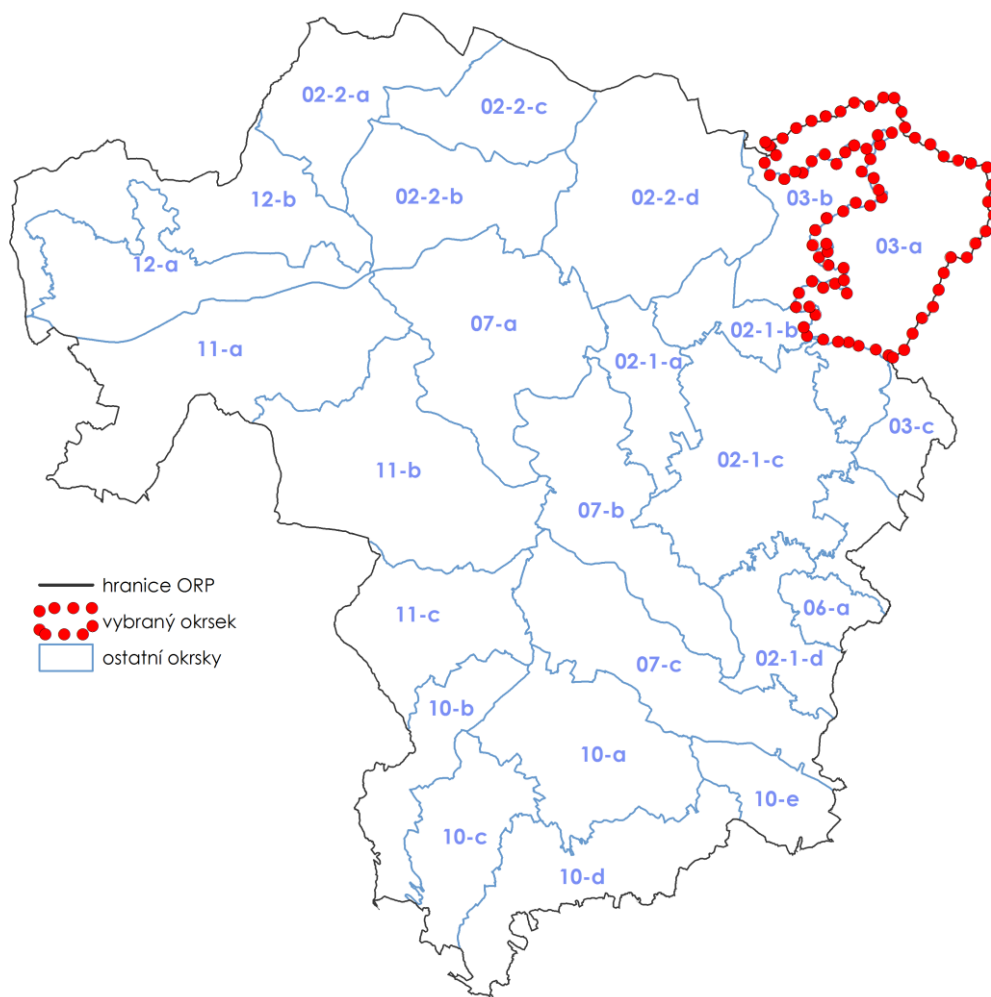 02-2-a
02-2-c
12-b
02-2-b
02-2-d
03-b
03-a
12-a
07-a
02-1-b
11-a
02-1-a
03-c
11-b
02-1-c
07-b
hranice ORP
vybraný okrsek
ostatní okrsky
11-c
06-a
07-c
02-1-d
10-b
10-a
10-e
10-c
10-d